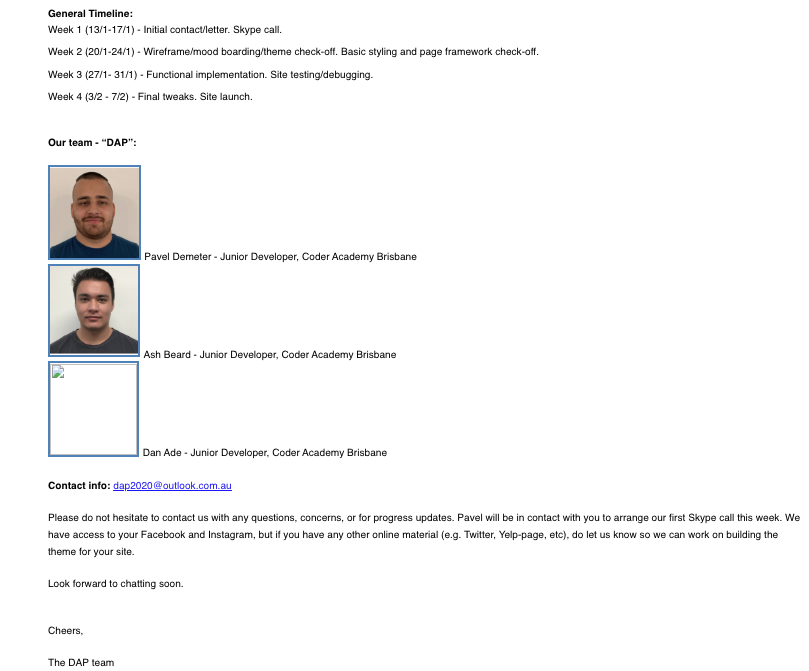 General Timeline:
Week 1 (13/1-17/1) - Initial contact/letter. Skype call.
Week 2 (20/1-24/1) - Wireframe/mood boarding/theme check-off. Basic styling and page framework check-off.
Week 3 (27/1- 31/1) - Functional implementation. Site testing/debugging.
Week 4 (3/2 - 7/2) - Final tweaks. Site launch.
Our team - “DAP”:
Pavel Demeter - Junior Developer, Coder Academy Brisbane
Ash Beard - Junior Developer, Coder Academy Brisbane
Dan Ade - Junior Developer, Coder Academy Brisbane
Contact info: dap2020@outlook.com.au
Please do not hesitate to contact us with any questions, concerns, or for progress updates. Pavel will be in contact with you to arrange our first Skype call this week. We
have access to your Facebook and Instagram, but if you have any other online material (e.g. Twitter, Yelp-page, etc), do let us know so we can work on building the
theme for your site.
Look forward to chatting soon.
Cheers,
The DAP team